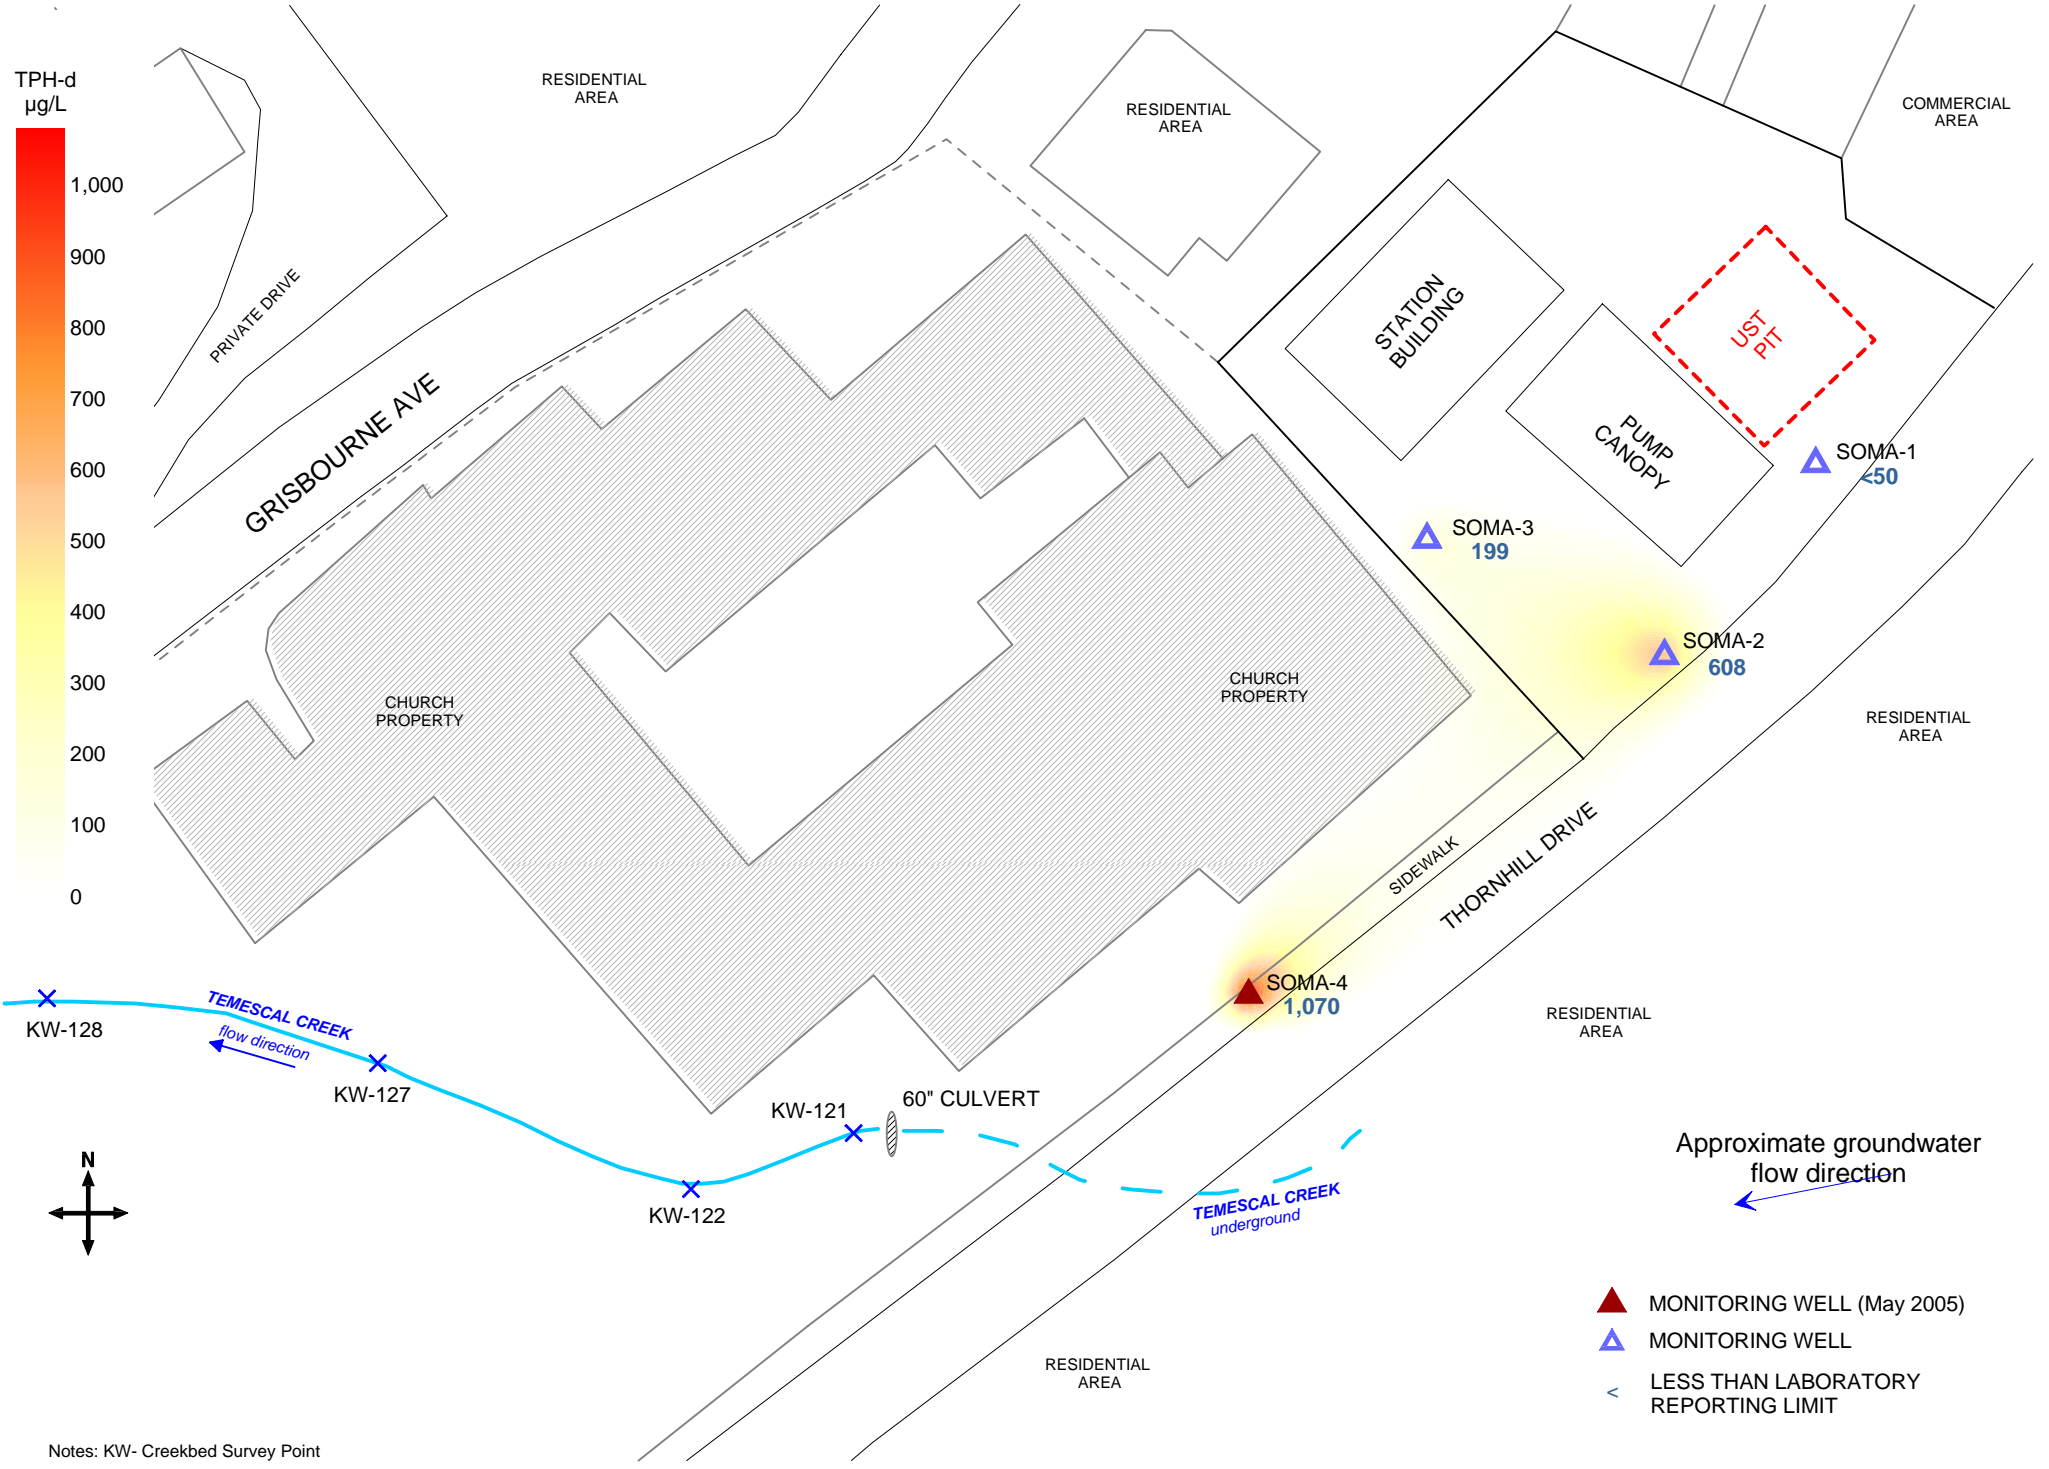 TPH-d
µg/L
1,000
900
800
700
600
500
400
300
200
100
0
RESIDENTIAL
AREA
RESIDENTIAL
AREA
COMMERCIAL
AREA
PRIVATE DRIVE
GRISBOURNE AVE
STATION
BUILDING
UST
PIT
PUMP
CANOPY
SOMA-1
<50
SOMA-3
199
SOMA-2
608
CHURCH
PROPERTY
CHURCH
PROPERTY
RESIDENTIAL
AREA
SIDEWALK
THORNHILL DRIVE
SOMA-4
1,070
RESIDENTIAL
AREA
TEMESCAL CREEK
flow direction
KW-128
KW-127
KW-121
60" CULVERT
KW-122
N
TEMESCAL CREEK
underground
Approximate groundwater
flow direction
RESIDENTIAL
AREA
MONITORING WELL (May 2005)
MONITORING WELL
< LESS THAN LABORATORY
REPORTING LIMIT
Notes: KW- Creekbed Survey Point